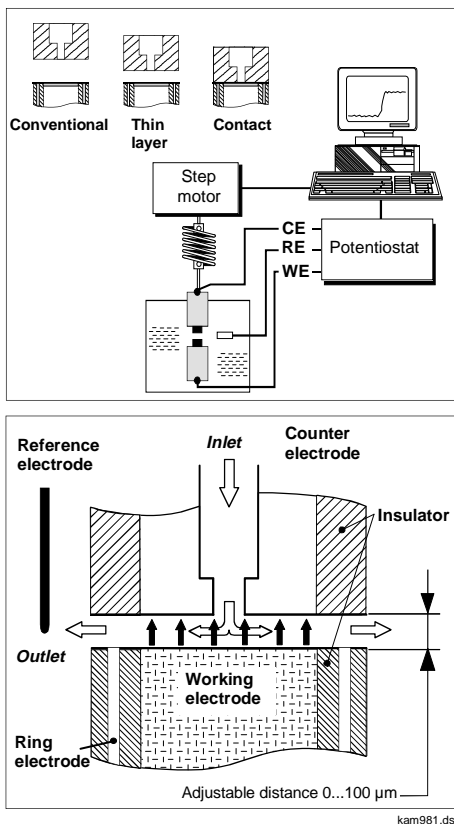 Conventional
Thin
layer
Contact
Step
motor
CE
RE
WE
Potentiostat
Reference
electrode
Inlet
Counter
electrode
Insulator
Outlet
Working
electrode
Ring
electrode
Adjustable distance 0...100 µm
kam981.ds